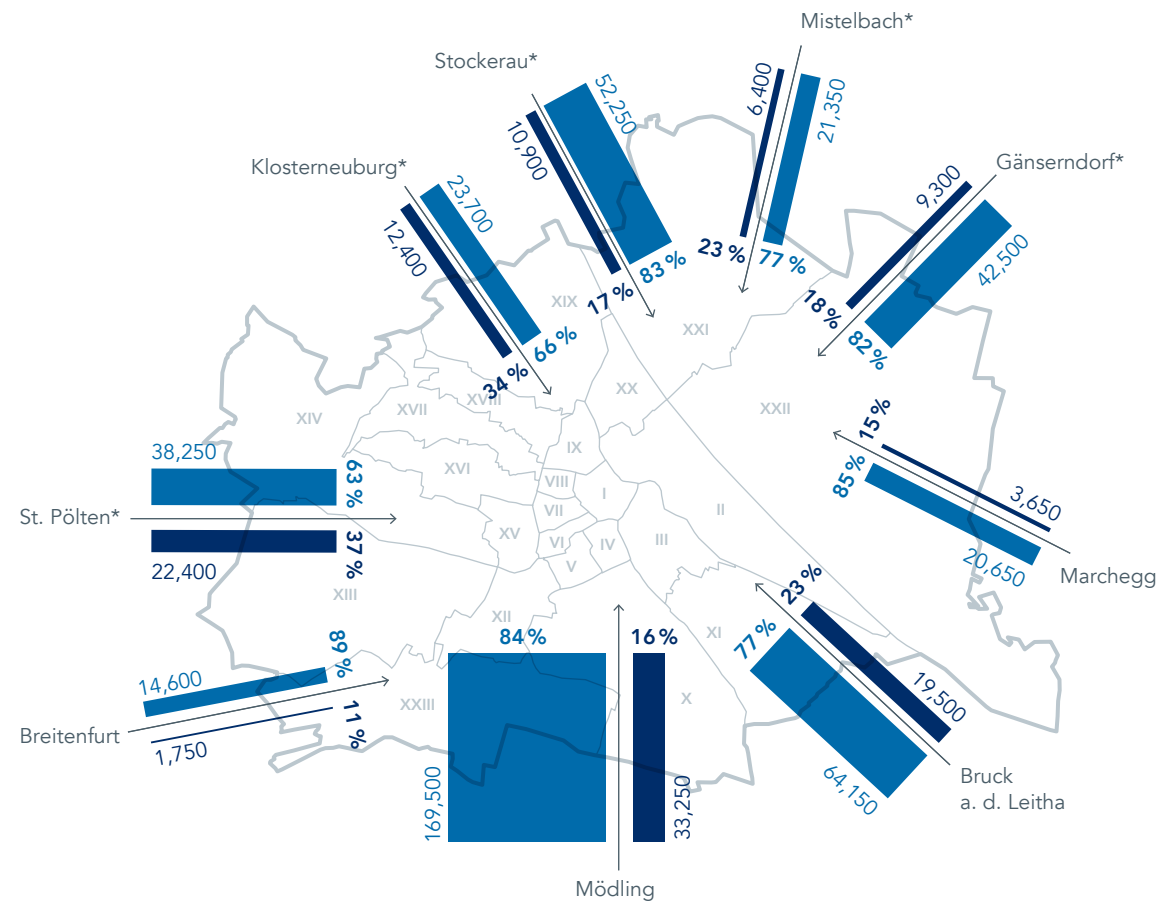 Mistelbach*
6,400
21,350
23 %
77 %
Stockerau*
52,250
10,900
83 %
17 %
Gänserndorf*
9,300
42,500
18 %
82 %
Klosterneuburg*
23,700
12,400
66 %
34 %
XIX
XXI
XX
XXII
XVIII
XVII
XIV
XVI
IX
VIII
I
VII
II
XV
VI
IV
III
V
XIII
XII
XI
X
XXIII
15 %
85 %
3,650
20,650
Marchegg
38,250
63 %
St. Pölten*
37 %
22,400
23 %
77 %
19,500
64,150
Bruck
a. d. Leitha
84 %
16 %
169,500
33,250
Mödling
89 %
14,600
11 %
Breitenfurt
1,750